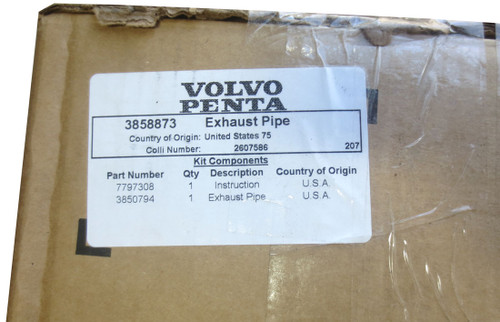 VOLVO
PENTA
3858873 Exhaust Pipe
Country of Origin: United States 75
Colli Number: 2607586 207
Kit Components
Part Number Qty Description Country of Origin
7797308 1 Instruction U.S.A.
3850794 1 Exhaust Pipe U.S.A.